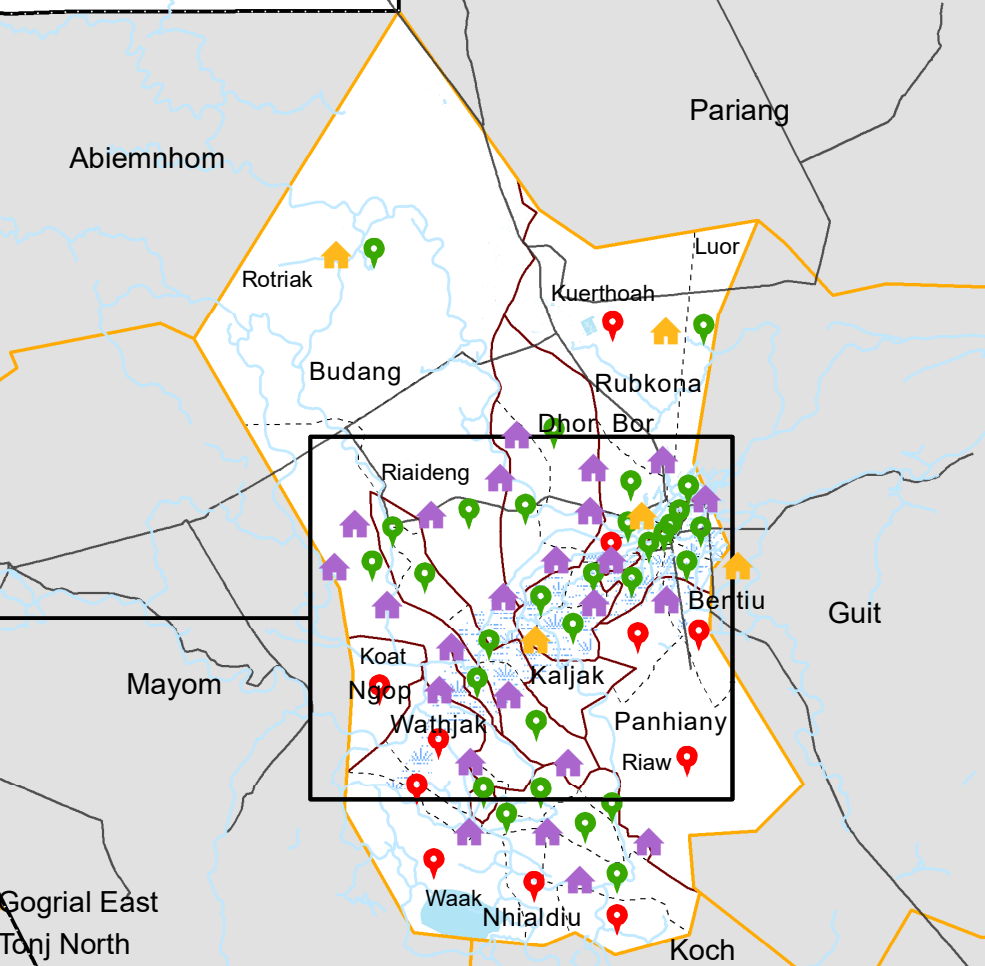 Pariang
Abiemnhom
Luor
Rotriak
Kuerthoah
Budang
Rubkona
Dhor Bor
Riaideng
Bentiu
Guit
Koat
Kaljak
Mayom
Ngop
Wathjak
Panhiany
Riaw
Gogrial East
Waak
Nhialdiu
Tonj North
Koch